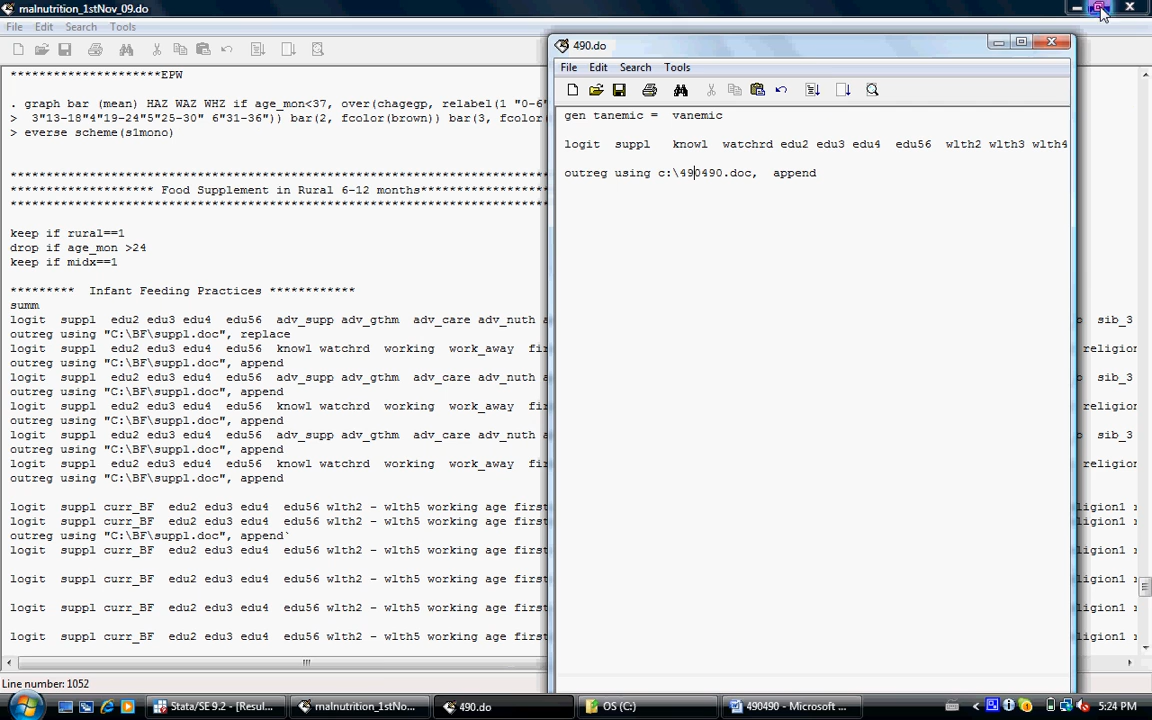 malnutrition_1stNov_09.do
File Edit Search Tools
*********************EPW
. graph bar (mean) HAZ WAZ WHZ if age_mon<37, over(chagegp, relabel(1 "0-6"
> 3"13-18"4"19-24"5"25-30" 6"31-36")) bar(2, fcolor(brown)) bar(3, fcolor(
> everse scheme(s1mono)
******************** Food Supplement in Rural 6-12 months
keep if rural==1
drop if age_mon >24
keep if midx==1
********* Infant Feeding Practices ************
summ
logit suppl edu2 edu3 edu4 edu56 adv_supp adv_gthm adv_care adv_nuth sib_3
outreg using "C:\BF\suppl.doc", replace
logit suppl edu2 edu3 edu4 edu56 knowl watchrd working work_away religion
outreg using "C:\BF\suppl.doc", append
logit suppl edu2 edu3 edu4 edu56 adv_supp adv_gthm adv_care adv_nuth sib_3
outreg using "C:\BF\suppl.doc", append
logit suppl edu2 edu3 edu4 edu56 knowl watchrd working work_away religion
outreg using "C:\BF\suppl.doc", append
logit suppl edu2 edu3 edu4 edu56 adv_supp adv_gthm adv_care adv_nuth sib_3
outreg using "C:\BF\suppl.doc", append
logit suppl edu2 edu3 edu4 edu56 knowl watchrd working work_away religion
outreg using "C:\BF\suppl.doc", append
logit suppl curr_BF edu2 edu3 edu4 edu56 wlth2 - wlth5 working age first
logit suppl curr_BF edu2 edu3 edu4 edu56 wlth2 - wlth5 working age first
outreg using "C:\BF\suppl.doc", append`
logit suppl curr_BF edu2 edu3 edu4 edu56 wlth2 - wlth5 working age first
logit suppl curr_BF edu2 edu3 edu4 edu56 wlth2 - wlth5 working age first
logit suppl curr_BF edu2 edu3 edu4 edu56 wlth2 - wlth5 working age first
logit suppl curr_BF edu2 edu3 edu4 edu56 wlth2 - wlth5 working age first
Line number: 1052
490.do
File Edit Search Tools
gen tanemic = vanemic
logit suppl knowl watchrd edu2 edu3 edu4 edu56 wlth2 wlth3 wlth4
outreg using c:\490490.doc, append
Stata/SE 9.2 - [Resul...
malnutrition_1stNo...
490.do
OS (C:)
490490 - Microsoft ...
5:24 PM